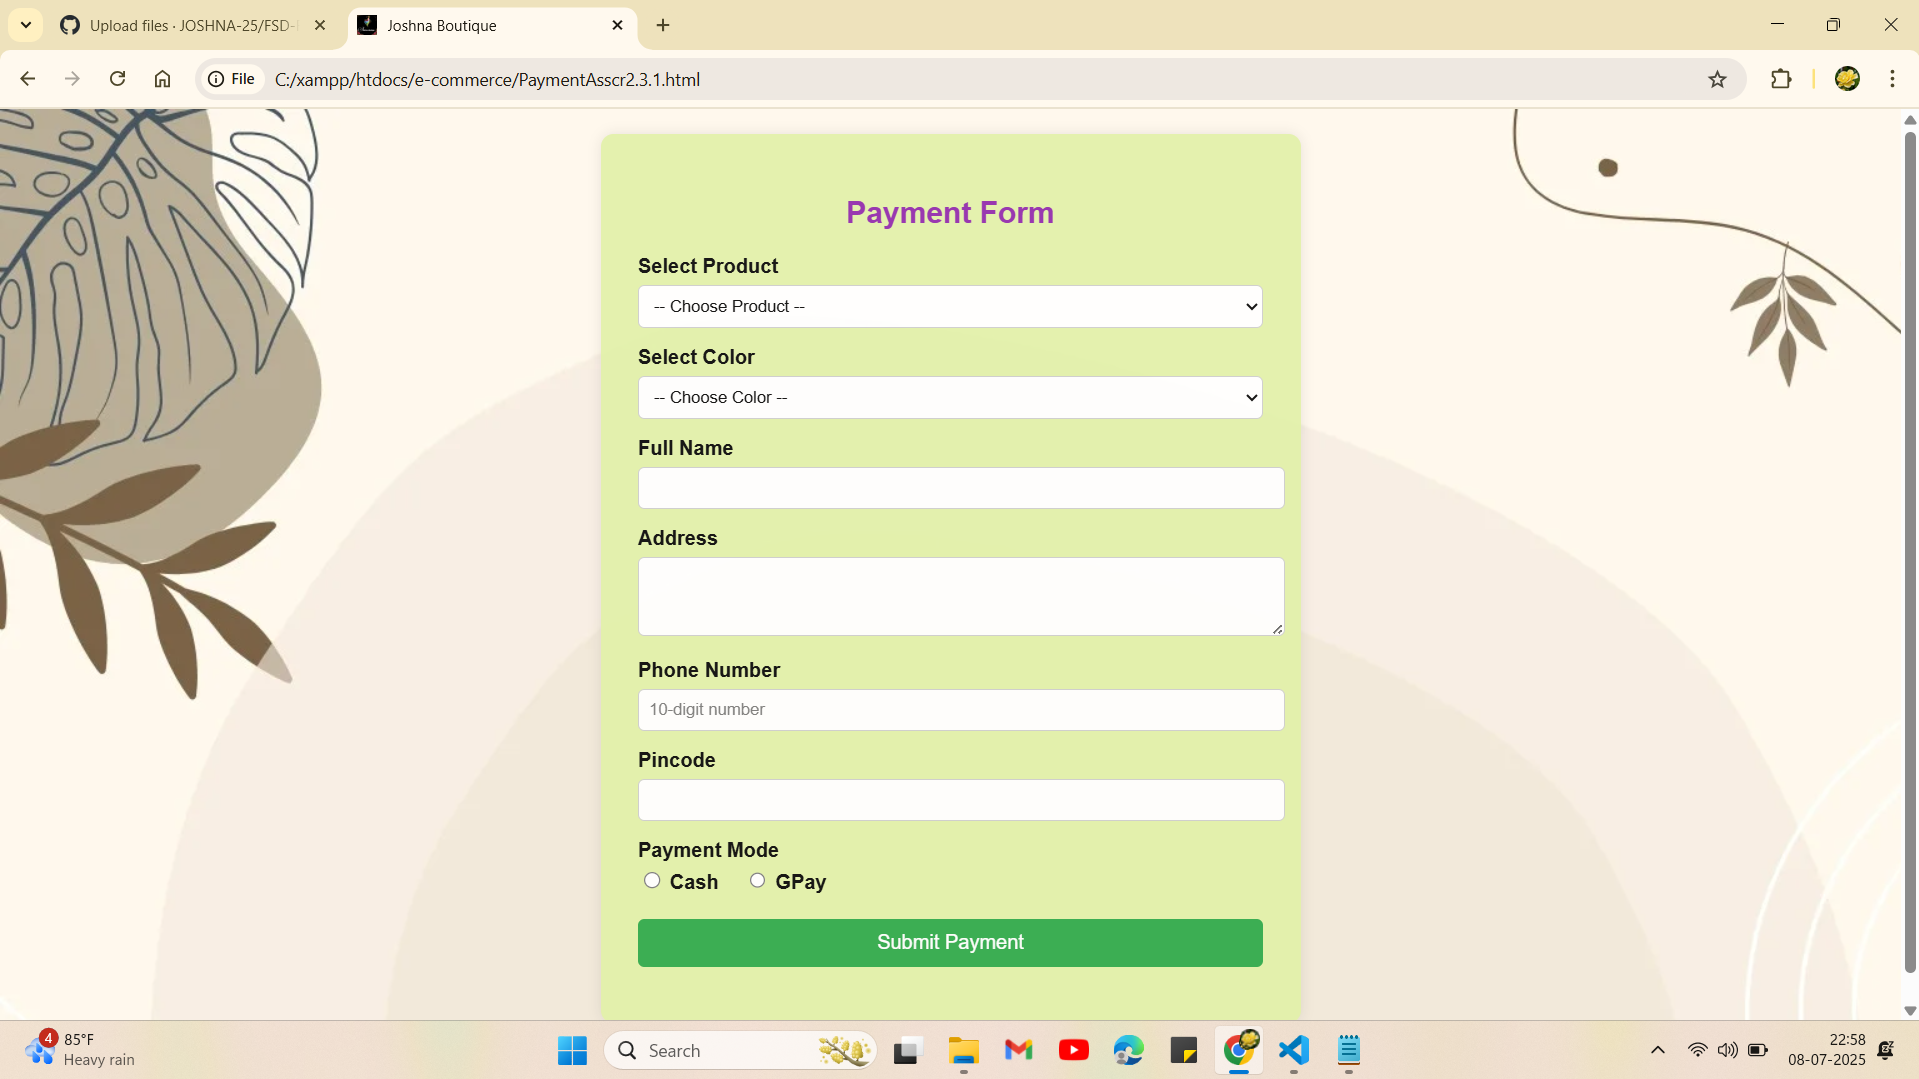 Upload files · JOSHNA-25/FSD-
Joshna Boutique
File
C:/xampp/htdocs/e-commerce/PaymentAsscr2.3.1.html
Payment Form
Select Product
-- Choose Product --
Select Color
-- Choose Color --
Full Name
Address
Phone Number
10-digit number
Pincode
Payment Mode
Cash
GPay
Submit Payment
4
85°F
Heavy rain
Search
22:58
08-07-2025